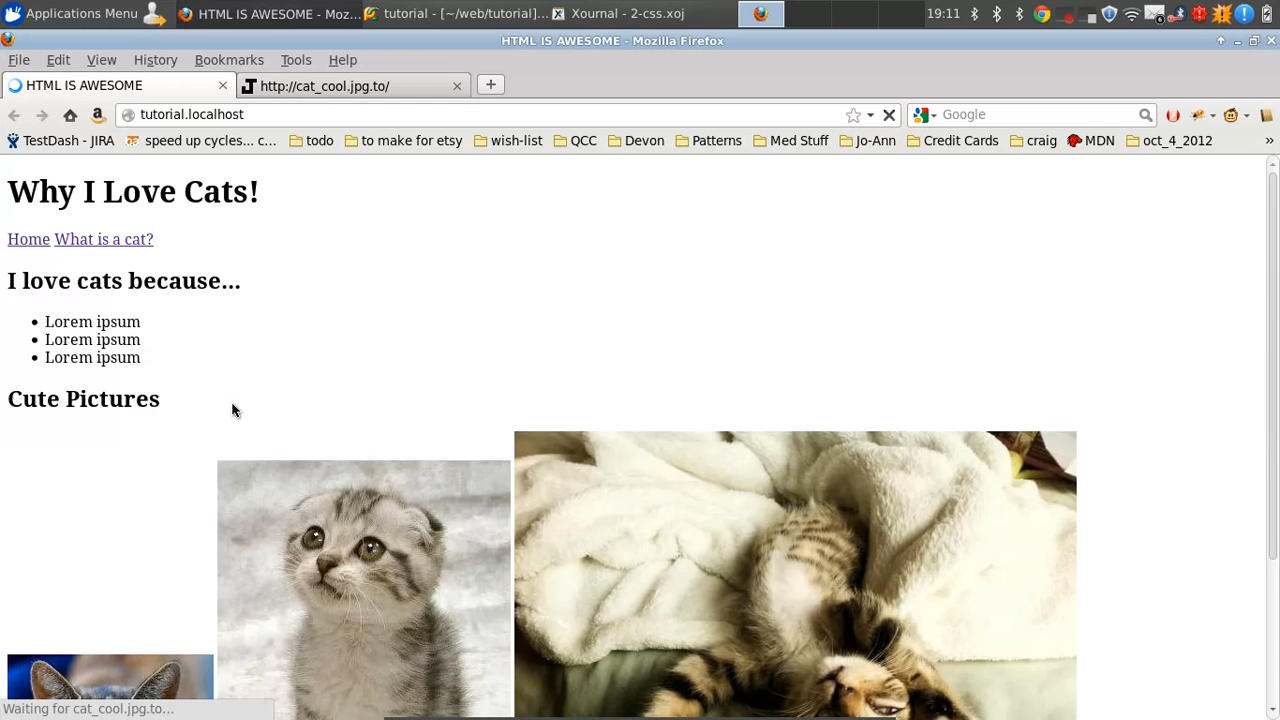 Applications Menu HTML IS AWESOME - Moz... tutorial - [~/web/tutorial]... Xournal - 2-css.xoj 19:11
HTML IS AWESOME - Mozilla Firefox
File Edit View History Bookmarks Tools Help
HTML IS AWESOME http://cat_cool.jpg.to/
tutorial.localhost Google
TestDash - JIRA speed up cycles... c... todo to make for etsy wish-list QCC Devon Patterns Med Stuff Jo-Ann Credit Cards craig MDN oct_4_2012 »
Why I Love Cats!
Home What is a cat?
I love cats because...
• Lorem ipsum
• Lorem ipsum
• Lorem ipsum
Cute Pictures
Waiting for cat_cool.jpg.to...